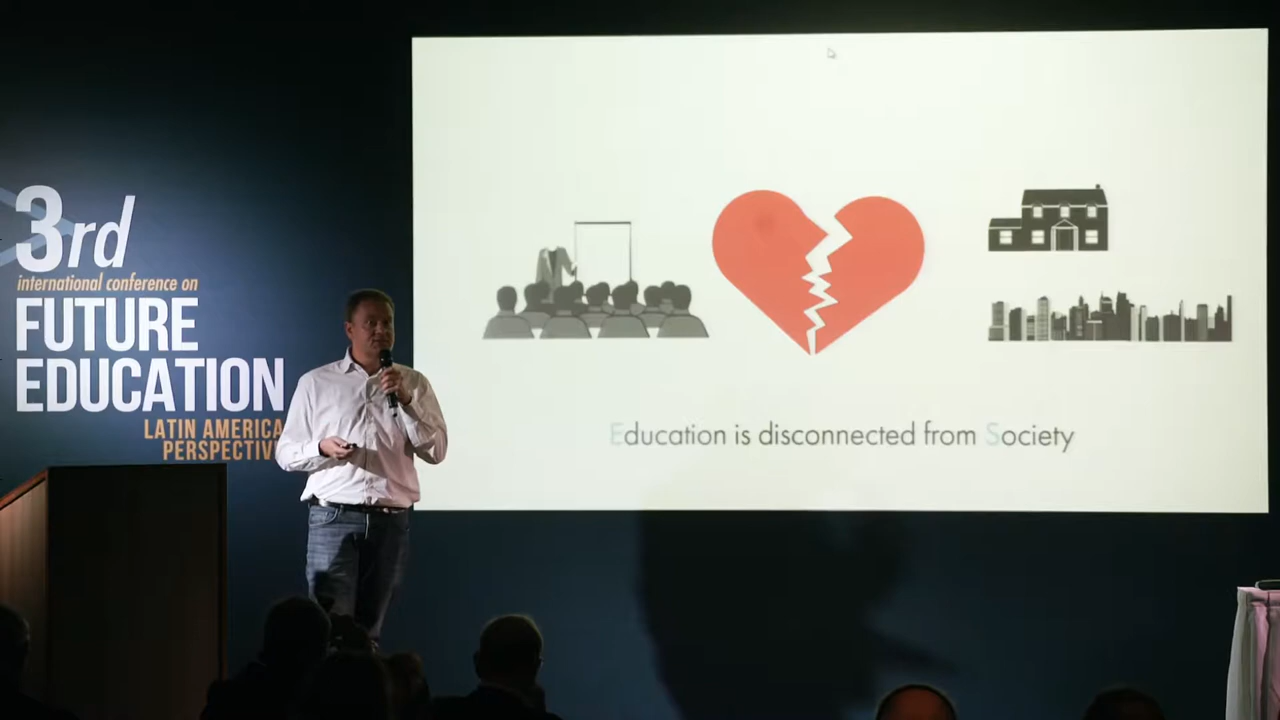 3rd
international conference on
FUTURE
EDUCATION
LATIN AMERICA
PERSPECTIV
Education is disconnected from Society